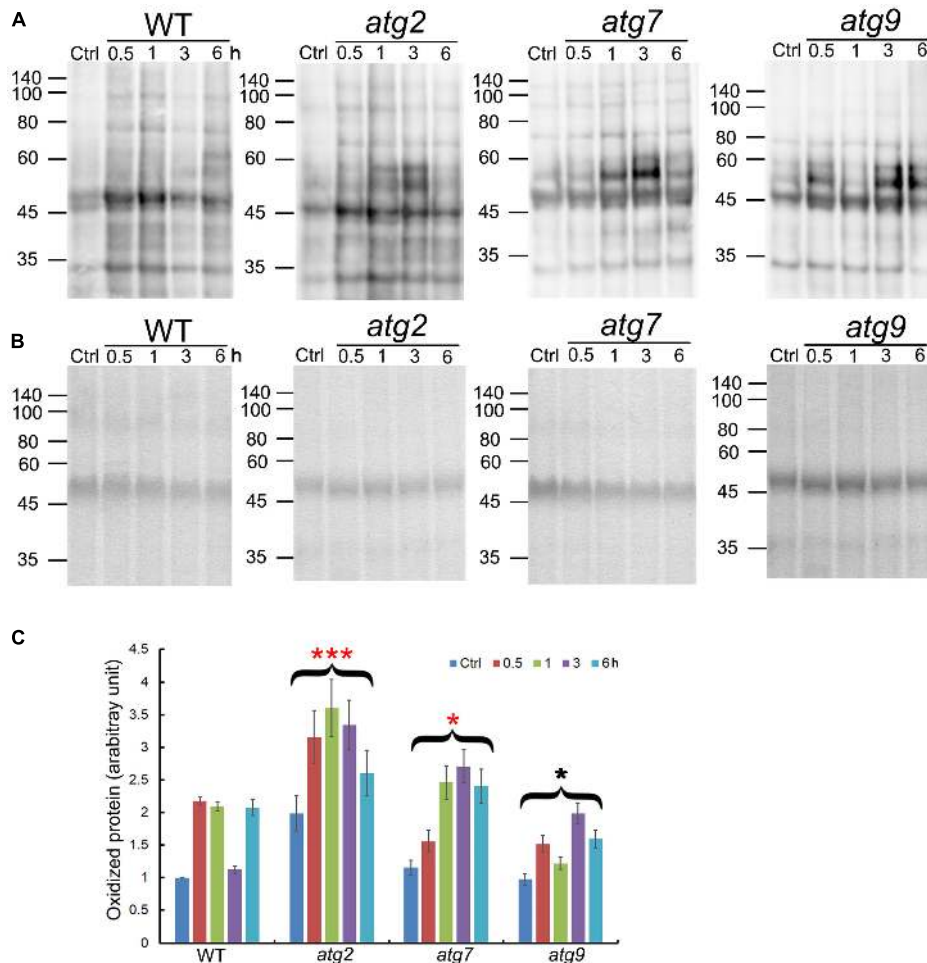 A
WT
atg2
atg7
atg9
Ctrl 0.5 1 3 6 h
Ctrl 0.5 1 3 6
Ctrl 0.5 1 3 6
Ctrl 0.5 1 3 6
140
100
80
60
45
35
140
100
80
60
45
35
140
100
80
60
45
35
140
100
80
60
45
35
B
WT
atg2
atg7
atg9
Ctrl 0.5 1 3 6 h
Ctrl 0.5 1 3 6
Ctrl 0.5 1 3 6
Ctrl 0.5 1 3 6
140
100
80
60
45
35
140
100
80
60
45
35
140
100
80
60
45
35
140
100
80
60
45
35
C
Oxidized protein (arabitray unit)
4.5
4
3.5
3
2.5
2
1.5
1
0.5
0
***
*
*
Ctrl 0.5 1 3 6h
WT atg2 atg7 atg9